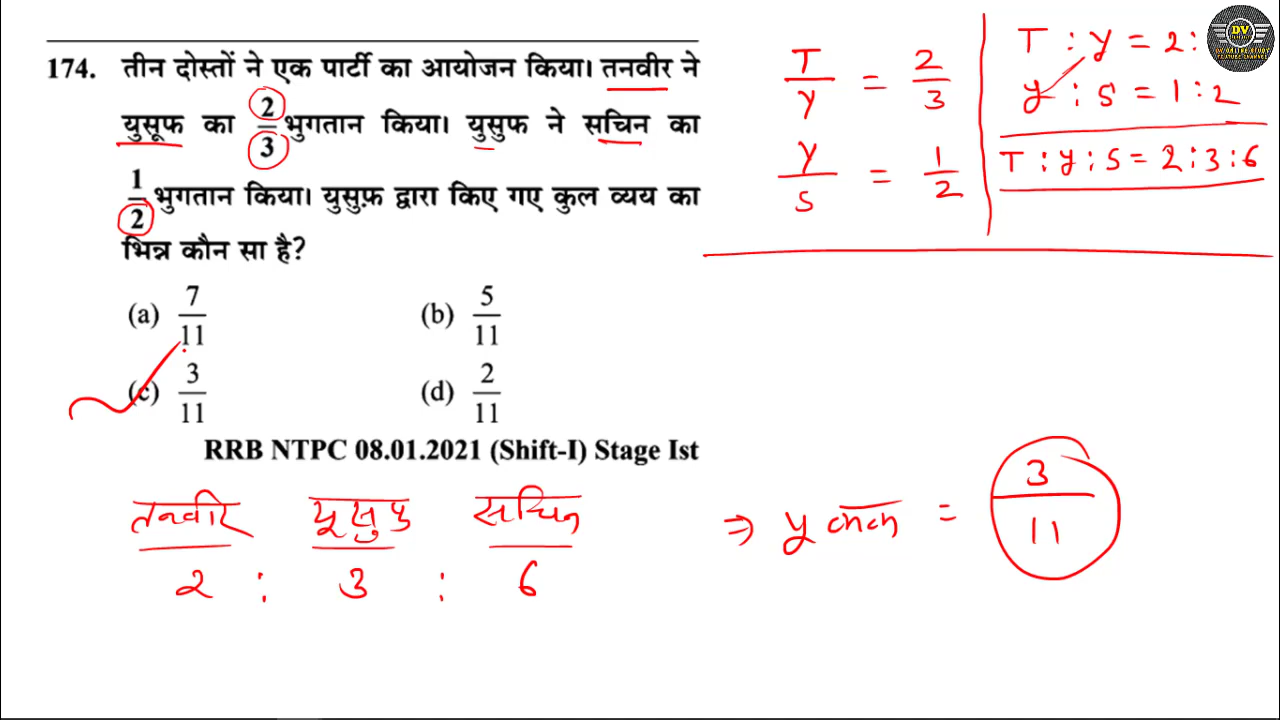 174. तीन दोस्तों ने एक पार्टी का आयोजन किया। तनवीर ने
युसूफ का 2/3 भुगतान किया। युसुफ ने सचिन का
1/2 भुगतान किया। युसुफ़ द्वारा किए गए कुल व्यय का
भिन्न कौन सा है?
(a) 7/11 (b) 5/11
(c) 3/11 (d) 2/11
RRB NTPC 08.01.2021 (Shift-I) Stage Ist
तनवीर यूसुफ सचिन
2 : 3 : 6
T/y = 2/3
y/S = 1/2
T : y = 2 :
y : S = 1 : 2
T : y : S = 2 : 3 : 6
⇒ y = 3/11
DV